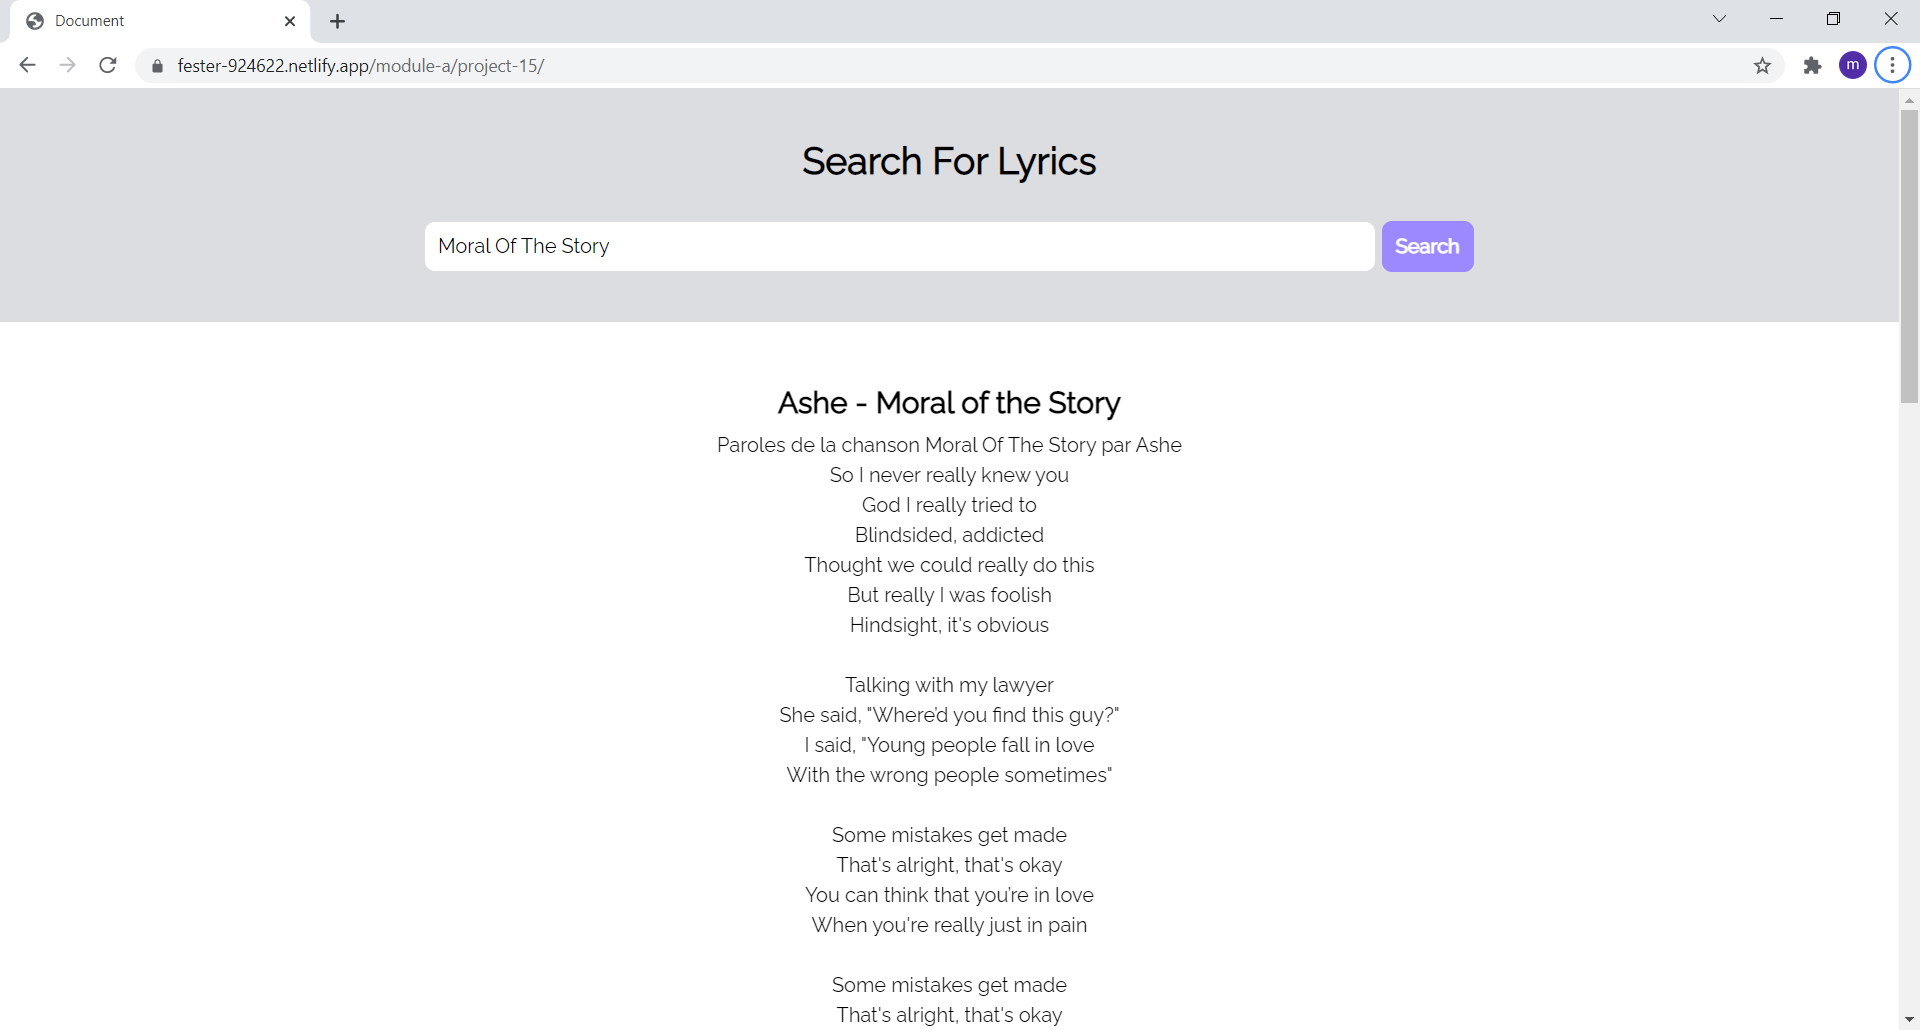 Document
fester-924622.netlify.app/module-a/project-15/
m
Search For Lyrics
Moral Of The Story
Search
Ashe - Moral of the Story
Paroles de la chanson Moral Of The Story par Ashe
So I never really knew you
God I really tried to
Blindsided, addicted
Thought we could really do this
But really I was foolish
Hindsight, it's obvious
Talking with my lawyer
She said, "Where'd you find this guy?"
I said, "Young people fall in love
With the wrong people sometimes"
Some mistakes get made
That's alright, that's okay
You can think that you're in love
When you're really just in pain
Some mistakes get made
That's alright, that's okay